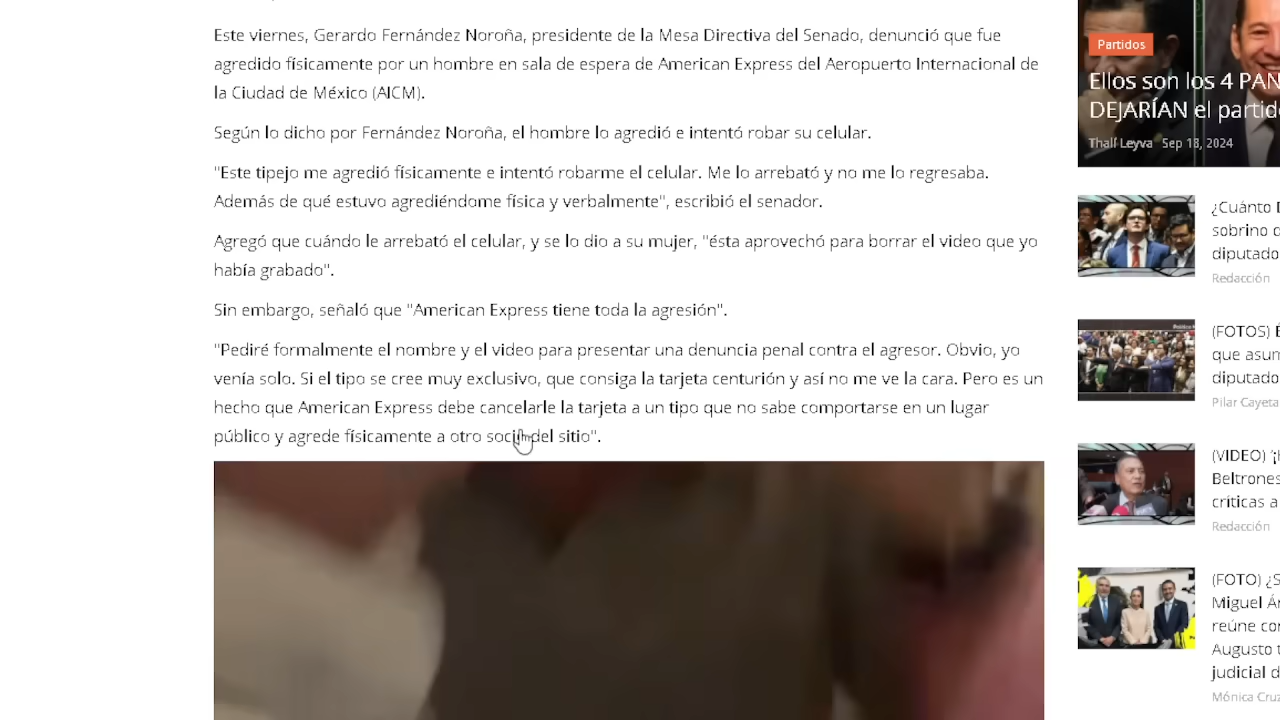 Este viernes, Gerardo Fernández Noroña, presidente de la Mesa Directiva del Senado, denunció que fue
agredido físicamente por un hombre en sala de espera de American Express del Aeropuerto Internacional de
la Ciudad de México (AICM).
Según lo dicho por Fernández Noroña, el hombre lo agredió e intentó robar su celular.
"Este tipejo me agredió físicamente e intentó robarme el celular. Me lo arrebató y no me lo regresaba.
Además de qué estuvo agrediéndome física y verbalmente", escribió el senador.
Agregó que cuándo le arrebató el celular, y se lo dio a su mujer, "ésta aprovechó para borrar el video que yo
había grabado".
Sin embargo, señaló que "American Express tiene toda la agresión".
"Pediré formalmente el nombre y el video para presentar una denuncia penal contra el agresor. Obvio, yo
venía solo. Si el tipo se cree muy exclusivo, que consiga la tarjeta centurión y así no me ve la cara. Pero es un
hecho que American Express debe cancelarle la tarjeta a un tipo que no sabe comportarse en un lugar
público y agrede físicamente a otro socio del sitio".
Partidos
Ellos son los 4 PAN
DEJARÍAN el partid
Thalí Leyva Sep 18, 2024
¿Cuánto
sobrino
diputado
Redacción
(FOTOS)
que asum
diputado
Pilar Cayeta
(VIDEO)
Beltrones
críticas a
Redacción
(FOTO)
Miguel Án
reúne con
Augusto
judicial d
Mónica Cruz